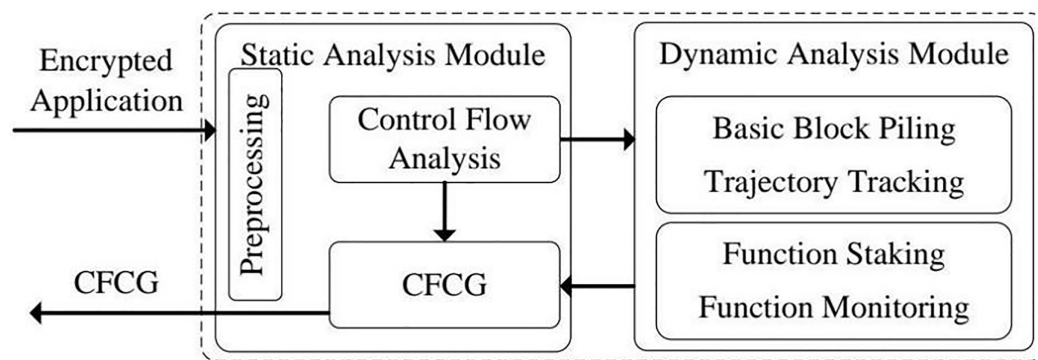 Encrypted
Application
Static Analysis Module
Preprocessing
Control Flow
Analysis
CFCG
CFCG
Dynamic Analysis Module
Basic Block Piling
Trajectory Tracking
Function Staking
Function Monitoring